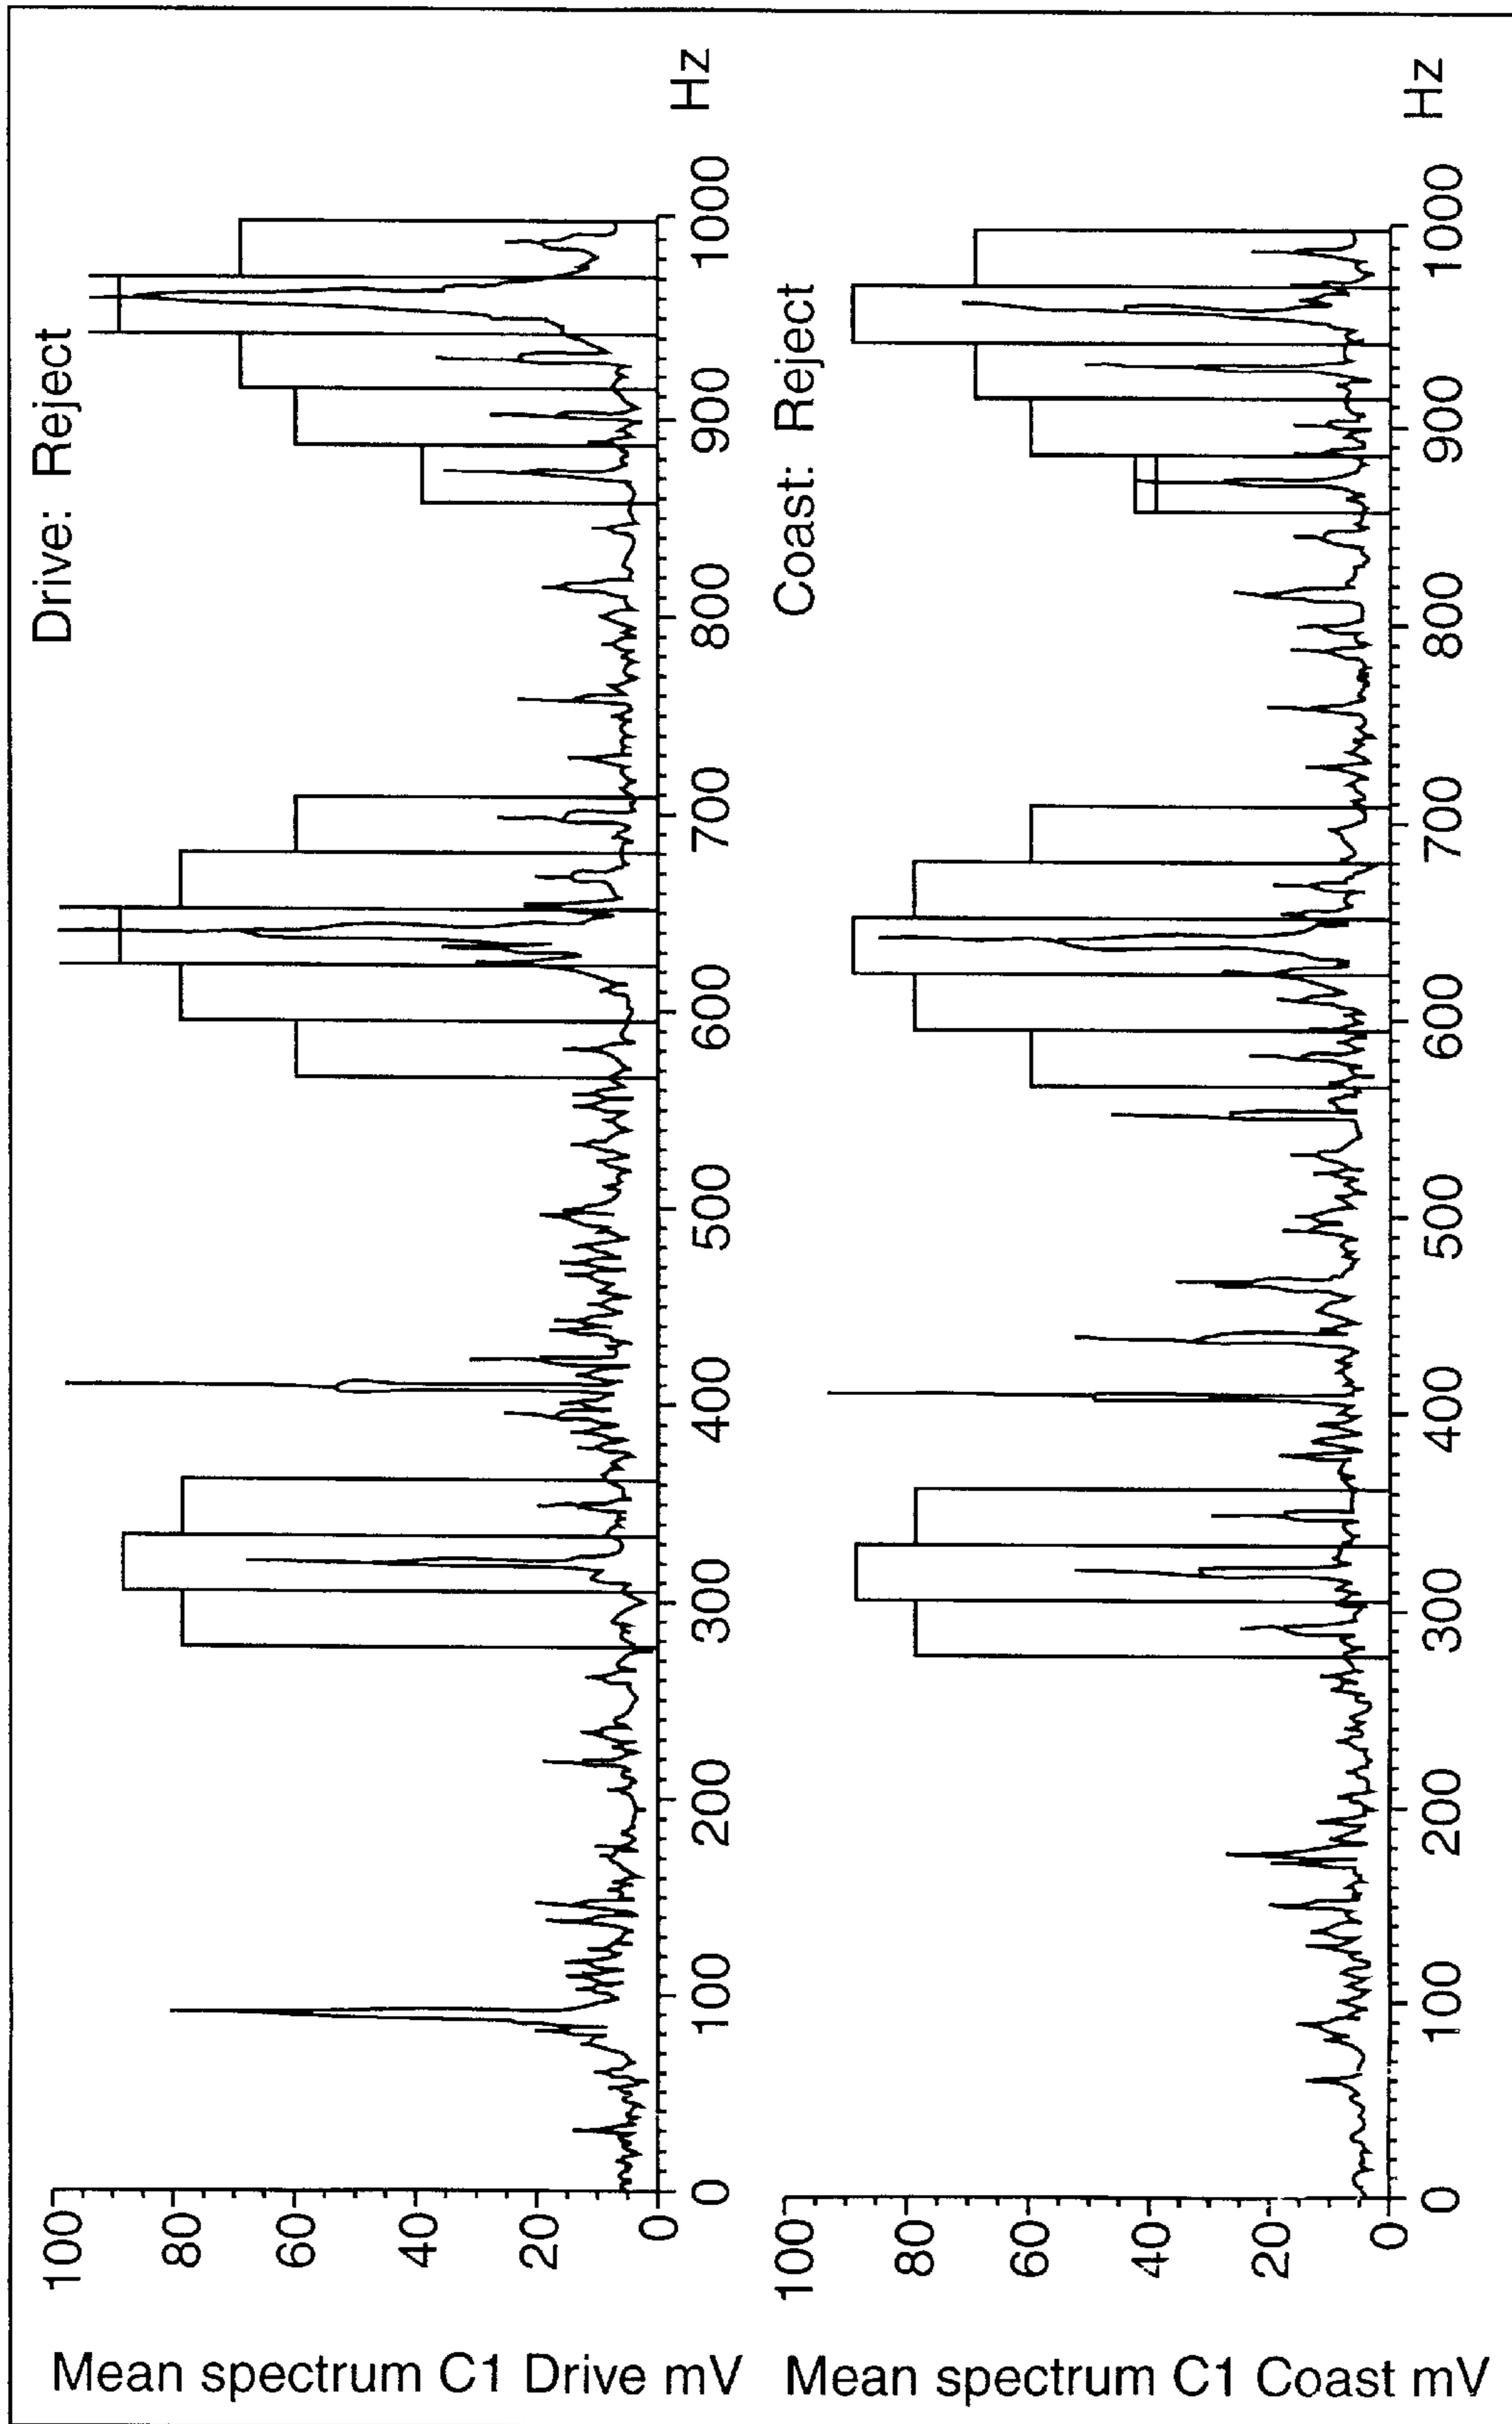 Mean spectrum C1 Drive mV
Drive: Reject
100
80
60
40
20
0
0 100 200 300 400 500 600 700 800 900 1000 Hz
Mean spectrum C1 Coast mV
Coast: Reject
100
80
60
40
20
0
0 100 200 300 400 500 600 700 800 900 1000 Hz